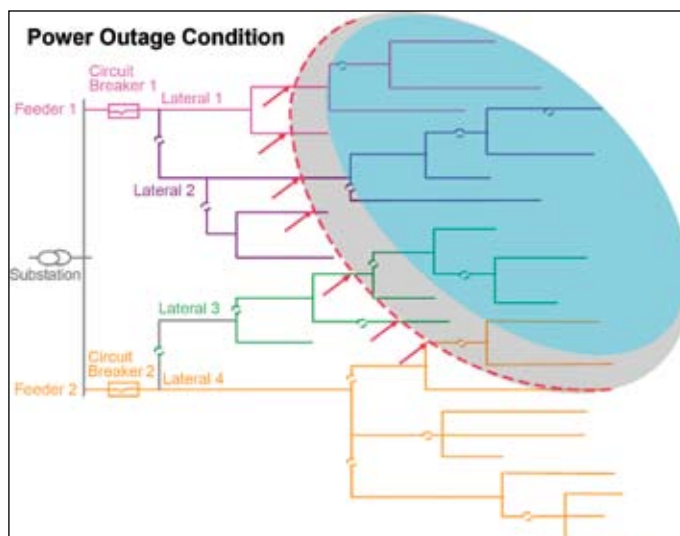 Power Outage Condition
Circuit
Breaker 1
Feeder 1
Lateral 1
Lateral 2
Substation
Lateral 3
Circuit
Breaker 2
Feeder 2
Lateral 4